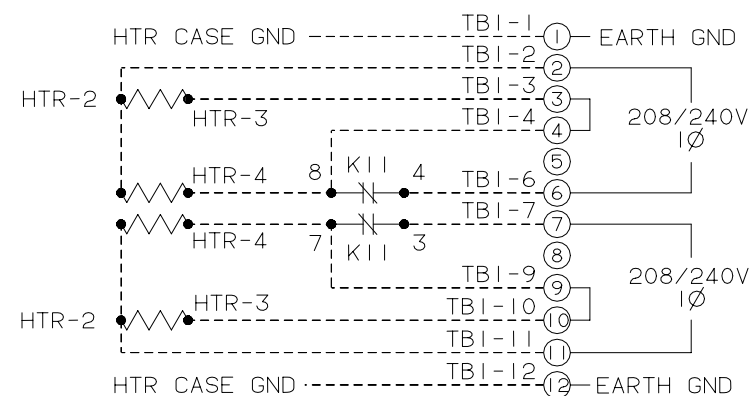 HTR CASE GND TB1-1 1 EARTH GND
TB1-2 2
HTR-2 TB1-3 3
HTR-3 TB1-4 4 208/240V
1Ø
5
HTR-4 8 K11 4 TB1-6 6
TB1-7 7
HTR-4 7 K11 3
8
TB1-9 9 208/240V
1Ø
HTR-3 TB1-10 10
HTR-2
TB1-11 11
HTR CASE GND TB1-12 12 EARTH GND